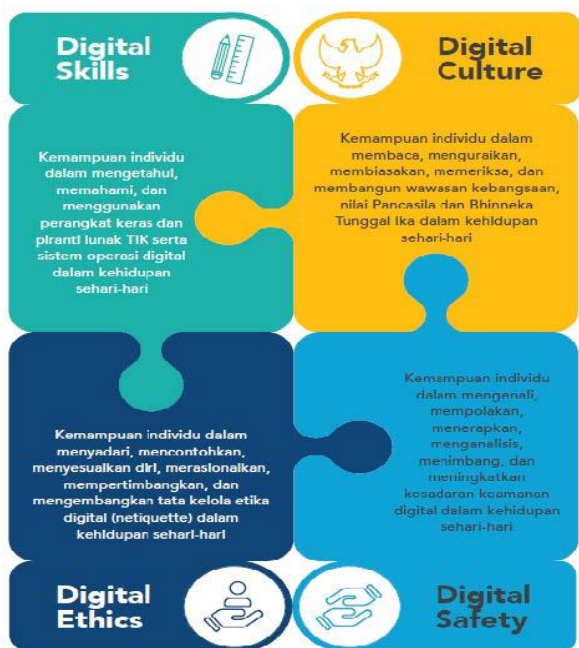 Digital
Skills
Digital
Culture
Kemampuan individu
dalam mengetahui,
memahami, dan
menggunakan
perangkat keras dan
piranti lunak TIK serta
sistem operasi digital
dalam kehidupan
sehari-hari
Kemampuan individu dalam
membaca, menguraikan,
membiasakan, memeriksa, dan
membangun wawasan kebangsaan,
nilai Pancasila dan Bhinneka
Tunggal Ika dalam kehidupan
sehari-hari
Kemampuan individu dalam
menyadari, mencontohkan,
menyesuaikan diri, merasionalkan,
mempertimbangkan, dan
mengembangkan tata kelola etika
digital (netiquette) dalam
kehidupan sehari-hari
Kemampuan individu
dalam mengenali,
mempolakan,
menerapkan,
menganalisis,
menimbang, dan
meningkatkan
kesadaran keamanan
digital dalam kehidupan
sehari-hari
Digital
Ethics
Digital
Safety